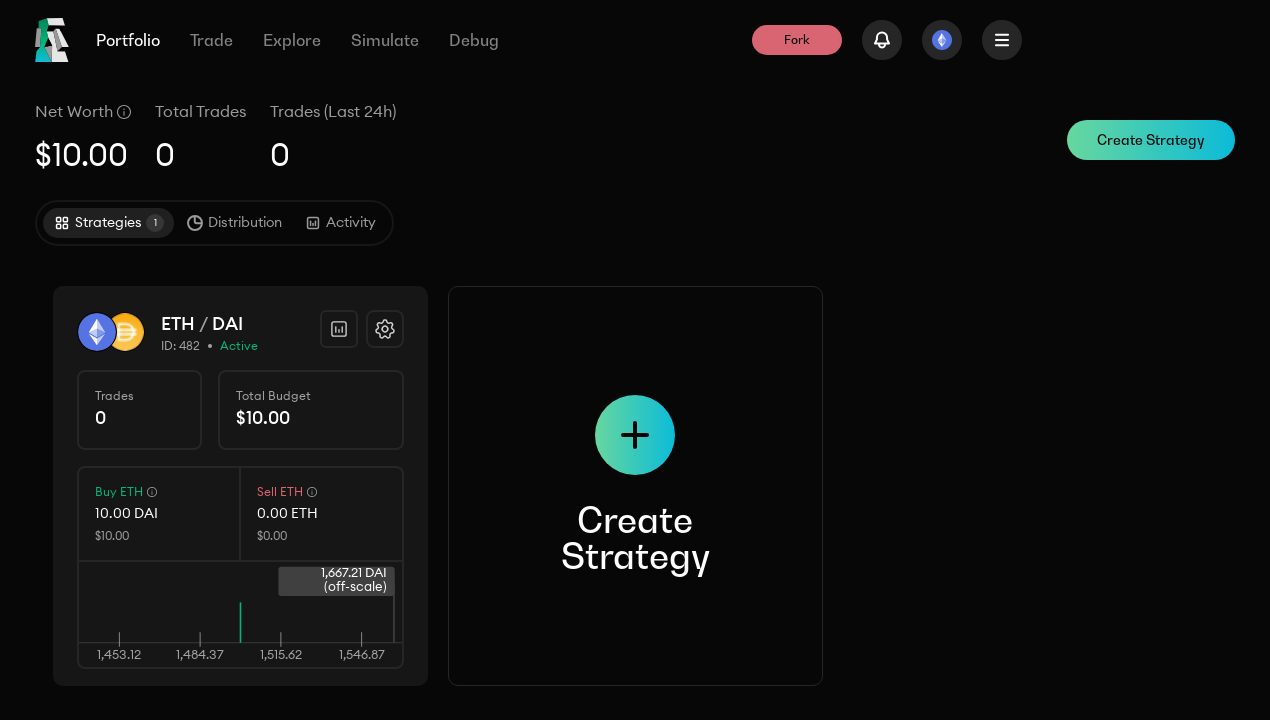 Portfolio
Trade
Explore
Simulate
Debug
Fork
Net Worth
Total Trades
Trades (Last 24h)
$10.00
0
0
Create Strategy
Strategies 1
Distribution
Activity
ETH / DAI
ID: 482 • Active
Trades
0
Total Budget
$10.00
Buy ETH
10.00 DAI
$10.00
Sell ETH
0.00 ETH
$0.00
1,667.21 DAI
(off-scale)
1,453.12
1,484.37
1,515.62
1,546.87
Create
Strategy